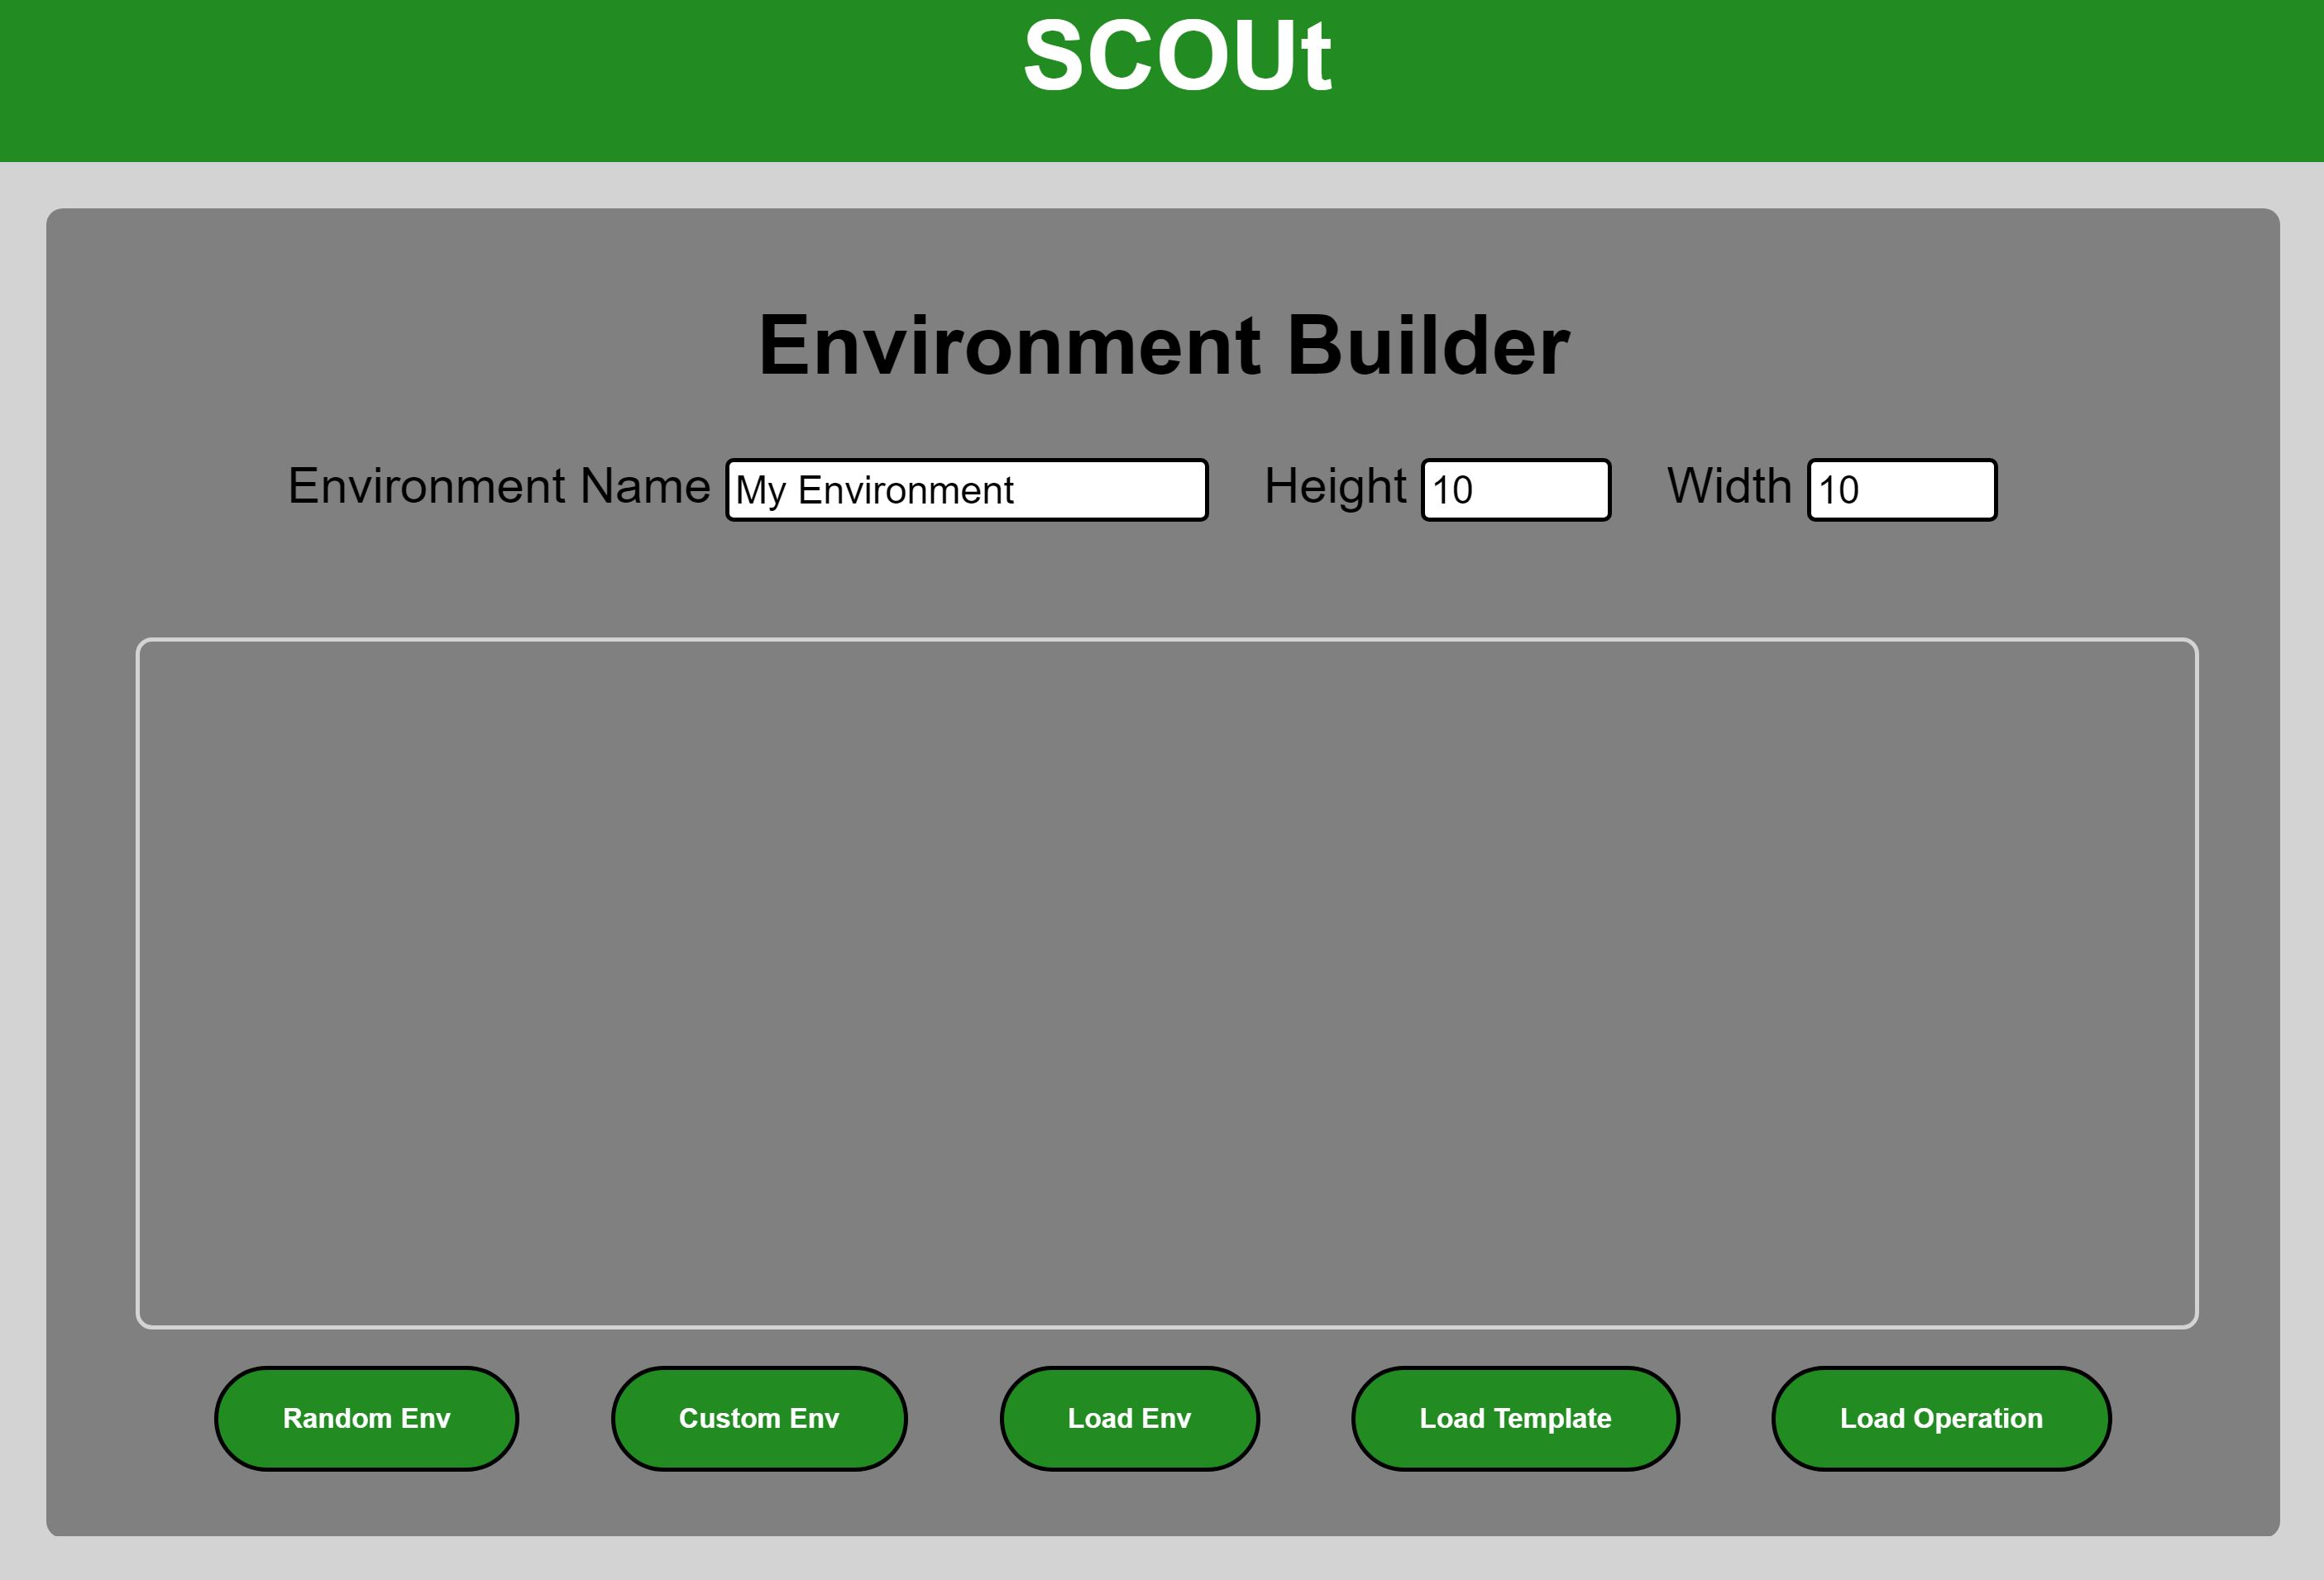 SCOUt
Environment Builder
Environment Name My Environment Height 10 Width 10
Random Env Custom Env Load Env Load Template Load Operation